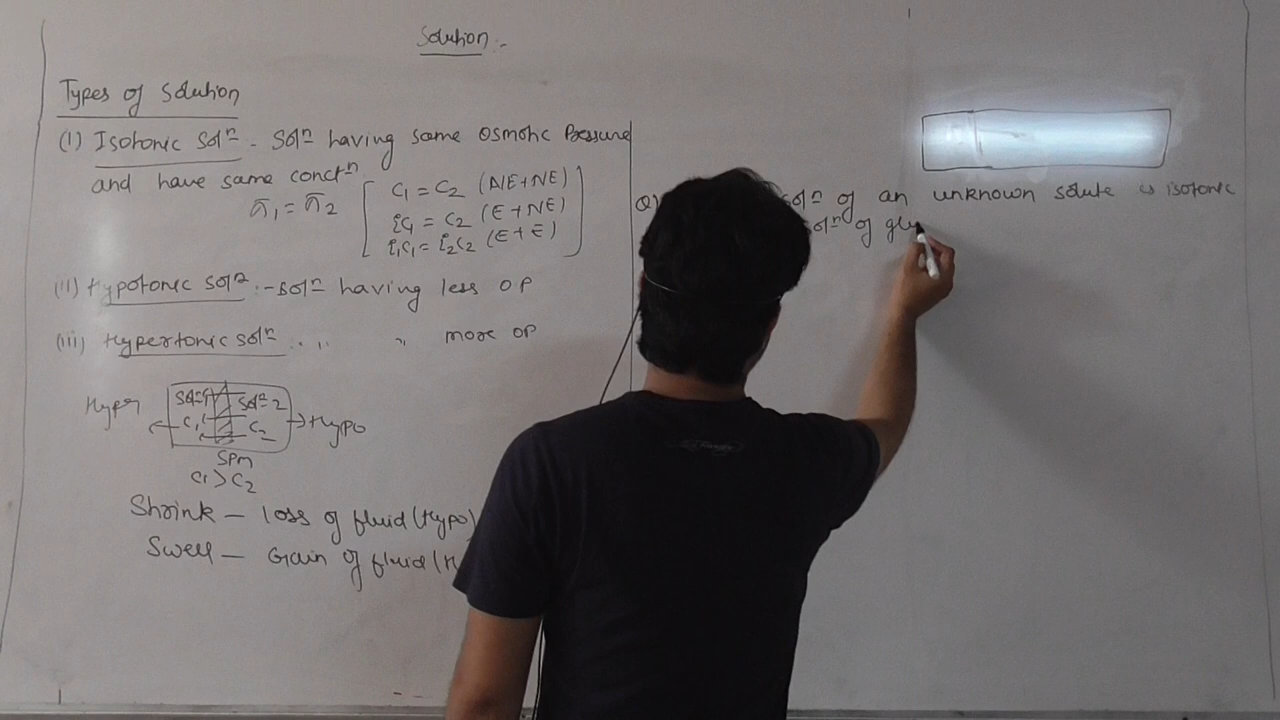 Solution:-
Types of Solution
(i) Isotonic Solⁿ - Solⁿ having same Osmotic Pressure
and have same conctⁿ
π₁ = π₂
C₁ = C₂ (NE+NE)
iC₁ = C₂ (E+NE)
i₁C₁ = i₂C₂ (E+E)
(ii) Hypotonic Solⁿ :- Solⁿ having less OP
(iii) Hypertonic Solⁿ .. ,, ,, more OP
Hyper
Solⁿ 1
Solⁿ 2
C₁
C₂
Hypo
SPM
C₁ > C₂
Shrink - loss of fluid (Hypo)
Swell - Gain of fluid (H
Q)
Solⁿ of an unknown solute is isotonic
Solⁿ of glu